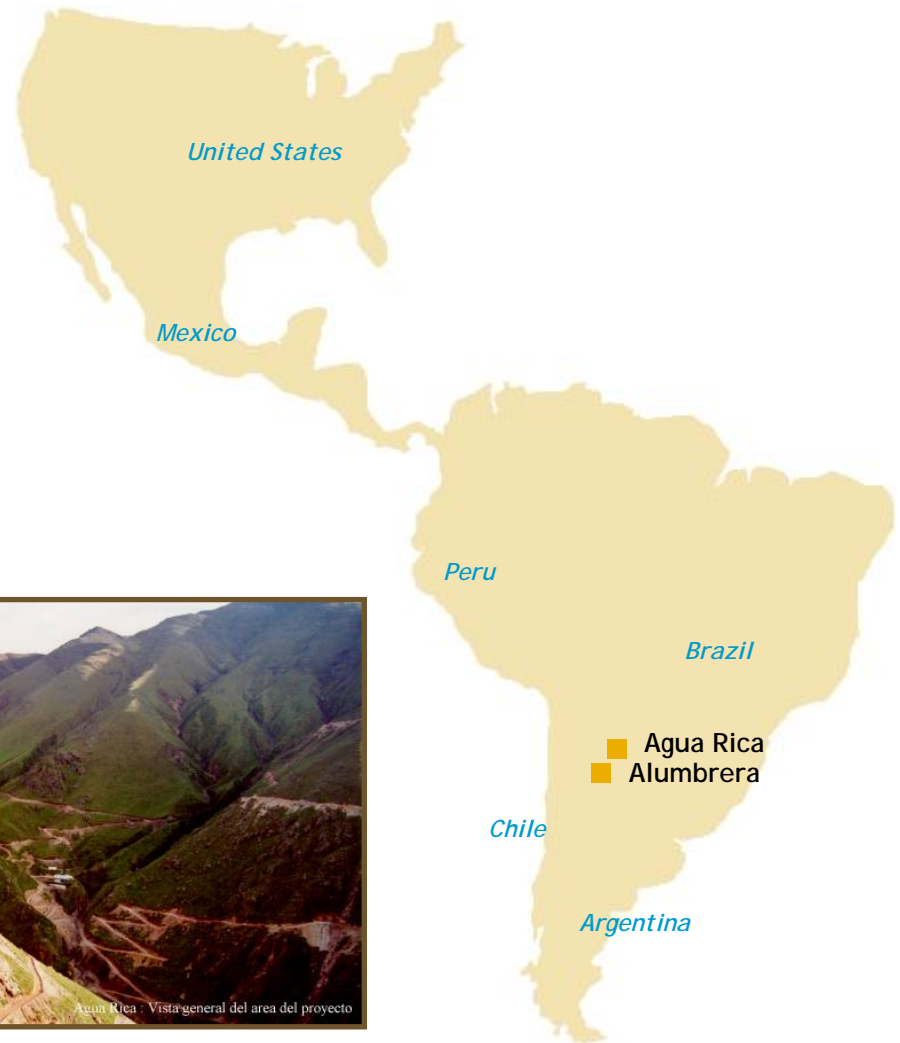 United States
Mexico
Peru
Brazil
Agua Rica
Alumbrera
Chile
Argentina
Agua Rica : Vista general del area del proyecto